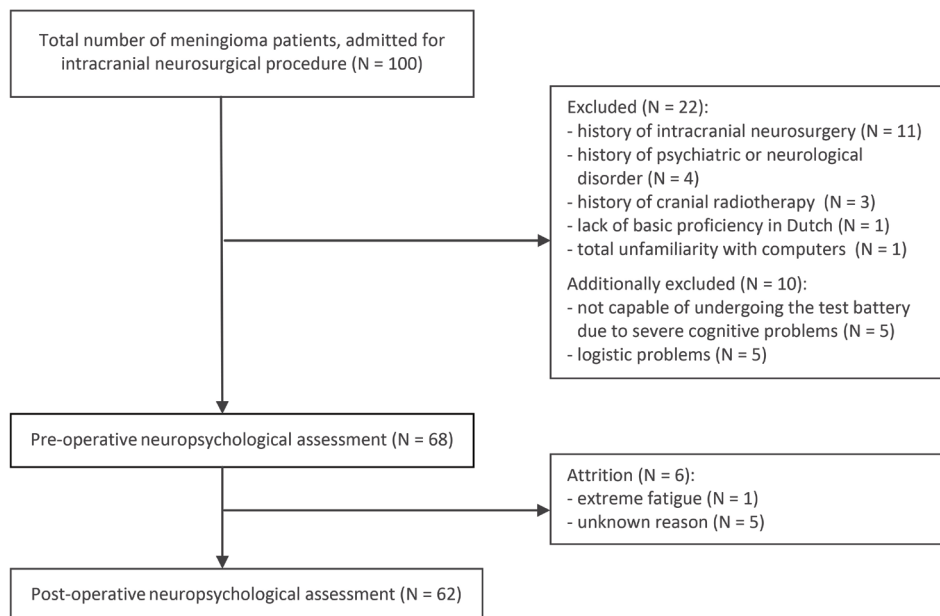 Total number of meningioma patients, admitted for
intracranial neurosurgical procedure (N = 100)
Excluded (N = 22):
- history of intracranial neurosurgery (N = 11)
- history of psychiatric or neurological
disorder (N = 4)
- history of cranial radiotherapy (N = 3)
- lack of basic proficiency in Dutch (N = 1)
- total unfamiliarity with computers (N = 1)
Additionally excluded (N = 10):
- not capable of undergoing the test battery
due to severe cognitive problems (N = 5)
- logistic problems (N = 5)
Pre-operative neuropsychological assessment (N = 68)
Attrition (N = 6):
- extreme fatigue (N = 1)
- unknown reason (N = 5)
Post-operative neuropsychological assessment (N = 62)